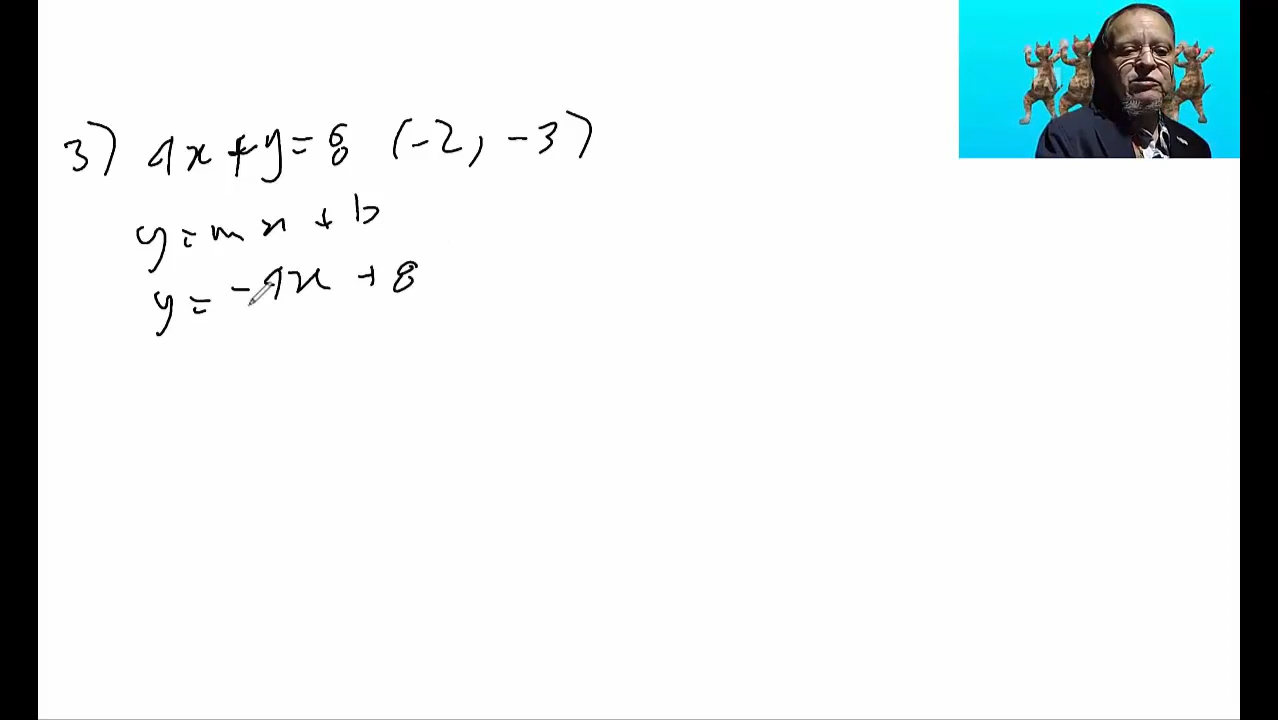 3) 4x + y = 8 (-2, -3)
y = mx + b
y = -4x + 8